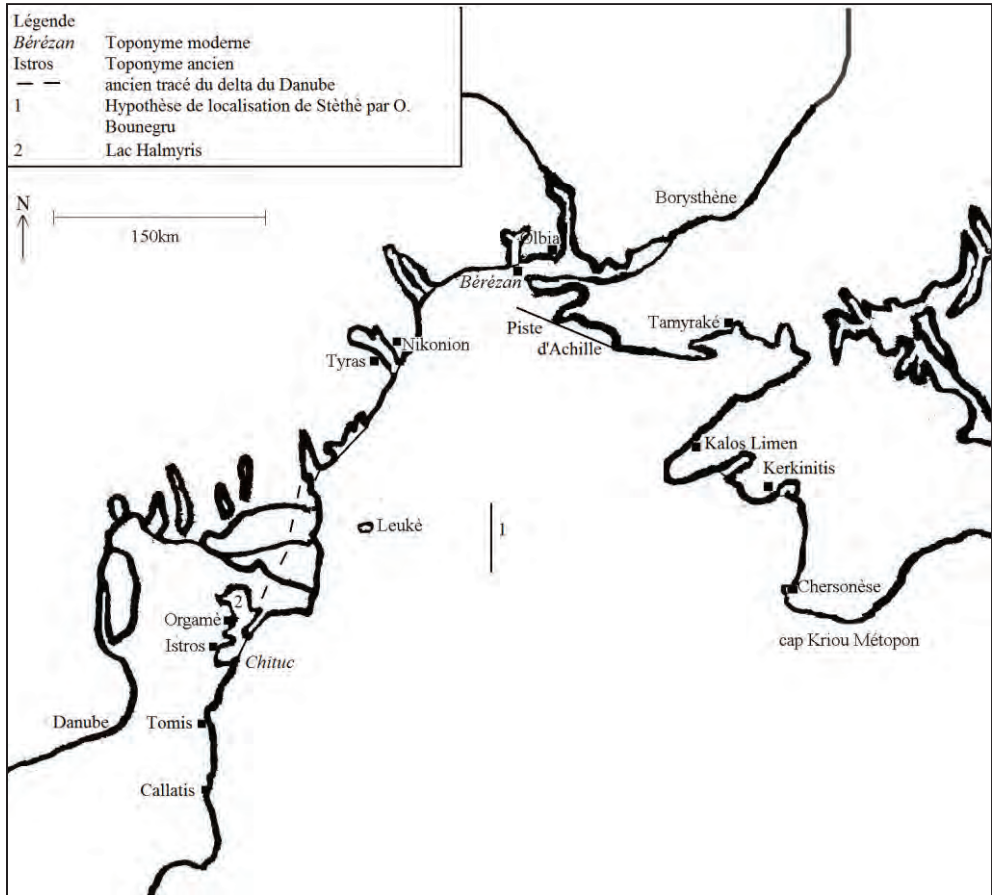 Légende
Bérézan Toponyme moderne
Istros Toponyme ancien
ancien tracé du delta du Danube
1 Hypothèse de localisation de Stèthè par O.
Bounegru
2 Lac Halmyris
N
150km
Borysthène
Olbia
Bérézan
Piste
d'Achille
Tamyraké
Nikonion
Tyras
Kalos Limen
Kerkinitis
Leukè
1
Chersonèse
2
Orgamè
Istros
cap Kriou Métopon
Chituc
Danube
Tomis
Callatis